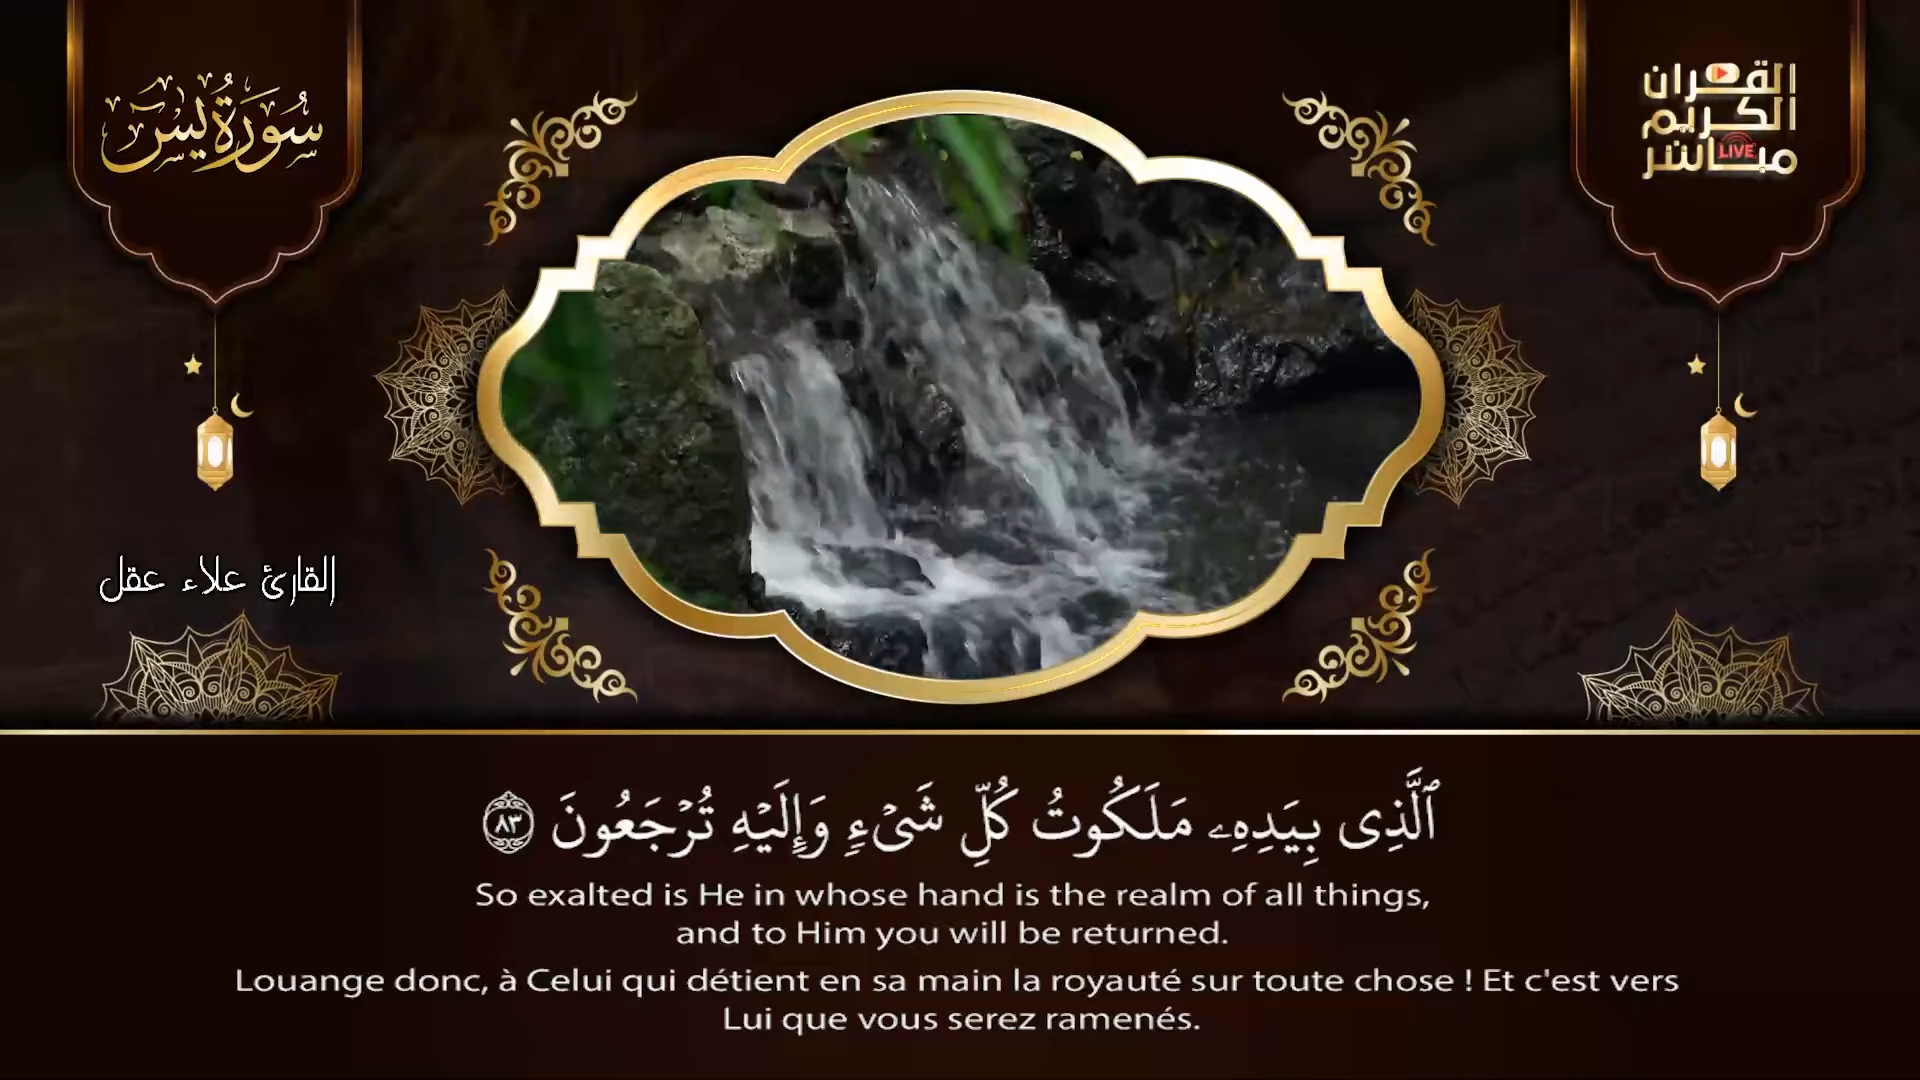 سُورَةُ يس
القرآن
الكريم
مباشر
LIVE
القارئ علاء عقل
ٱلَّذِى بِيَدِهِۦ مَلَكُوتُ كُلِّ شَىْءٍ وَإِلَيْهِ تُرْجَعُونَ ٨٣
So exalted is He in whose hand is the realm of all things,
and to Him you will be returned.
Louange donc, à Celui qui détient en sa main la royauté sur toute chose ! Et c'est vers
Lui que vous serez ramenés.